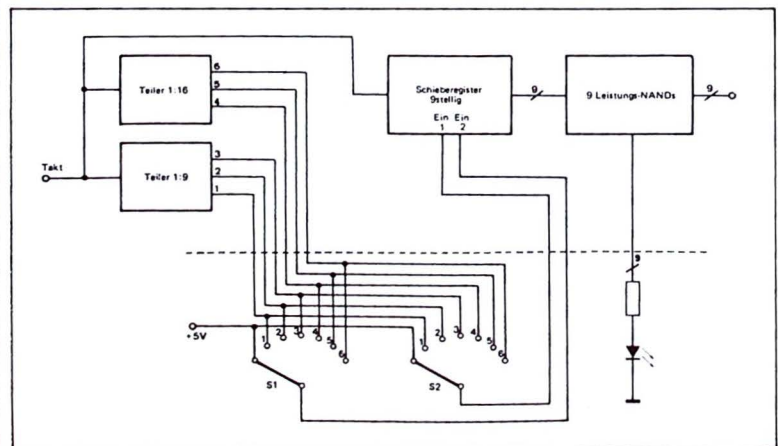 Teiler 1:16
6
5
4
Teiler 1:9
3
2
1
Takt
Schieberegister
9stellig
Ein Ein
1 2
9
9 Leistungs-NANDs
9
9
+5V
1
2
3
4
5
6
S1
1
2
3
4
5
6
S2